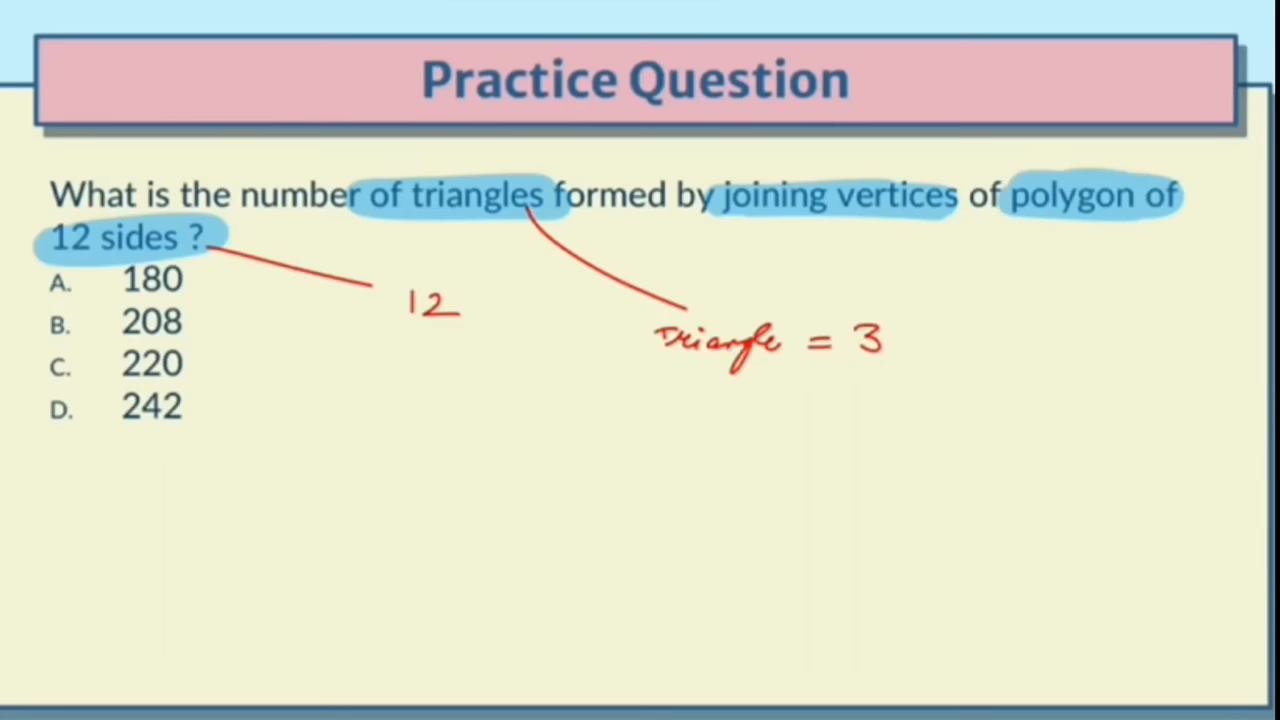 Practice Question
What is the number of triangles formed by joining vertices of polygon of
12 sides ?
A. 180
B. 208
C. 220
D. 242
12
Triangle = 3